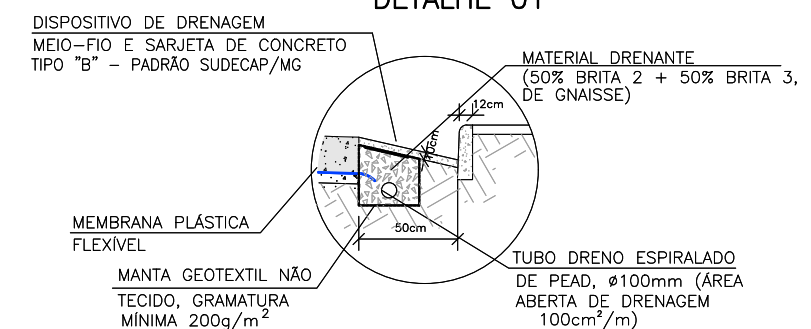 DETALHE 01
DISPOSITIVO DE DRENAGEM
MEIO-FIO E SARJETA DE CONCRETO
TIPO "B" - PADRÃO SUDECAP/MG
MATERIAL DRENANTE
(50% BRITA 2 + 50% BRITA 3,
DE GNAISSE)
12cm
50cm
MEMBRANA PLÁSTICA
FLEXÍVEL
MANTA GEOTEXTIL NÃO
TECIDO, GRAMATURA
MÍNIMA 200g/m²
TUBO DRENO ESPIRALADO
DE PEAD, Ø100mm (ÁREA
ABERTA DE DRENAGEM
100cm²/m)